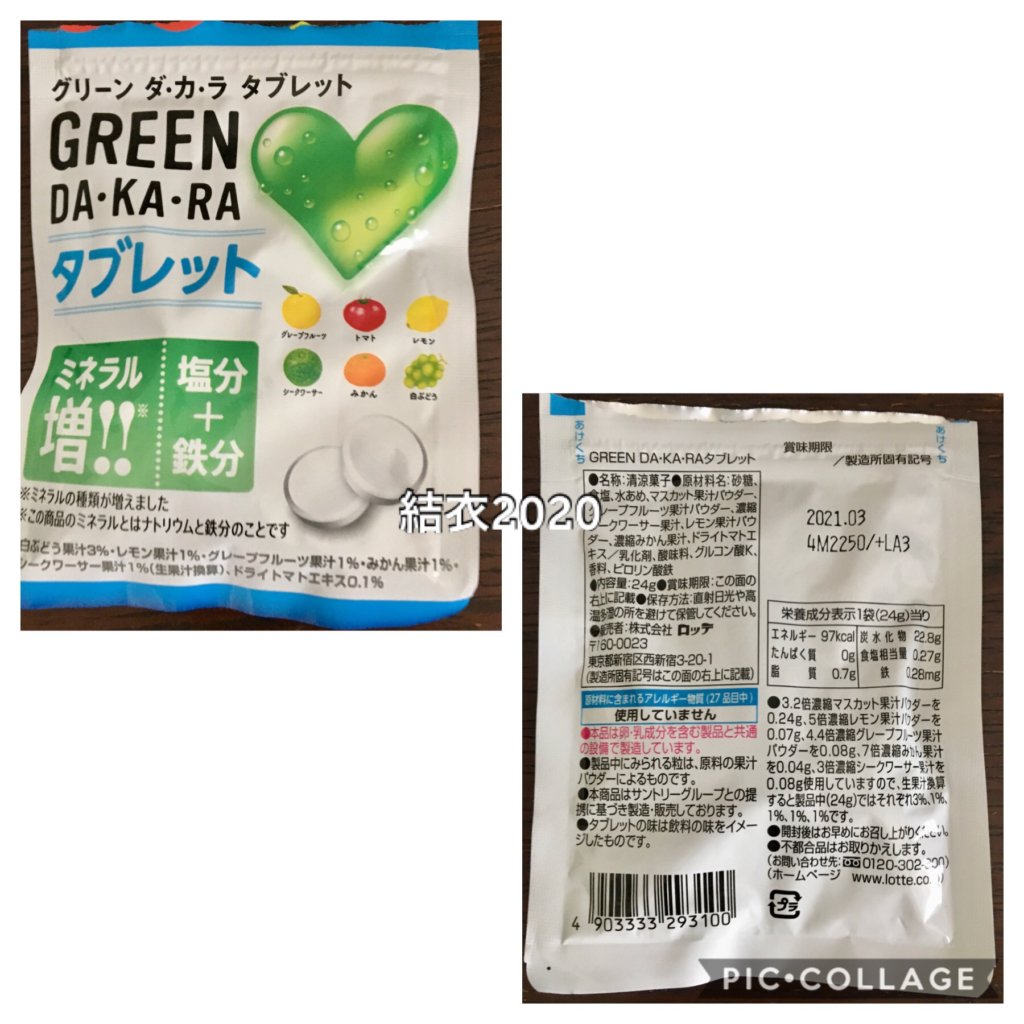 グリーン ダ・カ・ラ タブレット
GREEN
DA・KA・RA
タブレット
グレープフルーツ
トマト
レモン
シークワーサー
みかん
白ぶどう
ミネラル
増!!※
塩分
+
鉄分
※ミネラルの種類が増えました
※この商品のミネラルとはナトリウムと鉄分のことです
白ぶどう果汁3%・レモン果汁1%・グレープフルーツ果汁1%・みかん果汁1%・
シークワーサー果汁1%(生果汁換算)、ドライトマトエキス0.1%
結衣2020
あけくち
あけくち
GREEN DA・KA・RAタブレット
●名称:清涼菓子●原材料名:砂糖、
食塩、水あめ、マスカット果汁パウダー、
グレープフルーツ果汁パウダー、濃縮
シークワーサー果汁、レモン果汁パウ
ダー、濃縮みかん果汁、ドライトマトエ
キス/乳化剤、酸味料、グルコン酸K、
香料、ピロリン酸鉄
●内容量:24g●賞味期限:この面の
右上に記載●保存方法:直射日光や高
温多湿の所を避けて保管してください。
●販売者:株式会社 ロッテ
〒160-0023
東京都新宿区西新宿3-20-1
(製造所固有記号はこの面の右上に記載)
原材料に含まれるアレルギー物質(27品目中)
使用していません
●本品は卵・乳成分を含む製品と共通
の設備で製造しています。
●製品中にみられる粒は、原料の果汁
パウダーによるものです。
●本商品はサントリーグループとの提
携に基づき製造・販売しております。
●タブレットの味は飲料の味をイメー
ジしたものです。
4 903333 293100
賞味期限
/製造所固有記号
2021.03
4M2250/+LA3
栄養成分表示1袋(24g)当り
エネルギー 97kcal 炭水化物 22.8g
たんぱく質 0g 食塩相当量 0.27g
脂質 0.7g 鉄 0.28mg
●3.2倍濃縮マスカット果汁パウダーを
0.24g、5倍濃縮レモン果汁パウダーを
0.07g、4.4倍濃縮グレープフルーツ果汁
パウダーを0.08g、7倍濃縮みかん果汁
を0.04g、3倍濃縮シークワーサー果汁を
0.08g使用していますので、生果汁換算
すると製品中(24g)ではそれぞれ3%、1%、
1%、1%、1%です。
●開封後はお早めにお召し上がりください。
●不都合品はお取りかえします。
(お問い合わせ先:0120-302-300)
(ホームページ www.lotte.co.)
プラ
PIC・COLLAGE